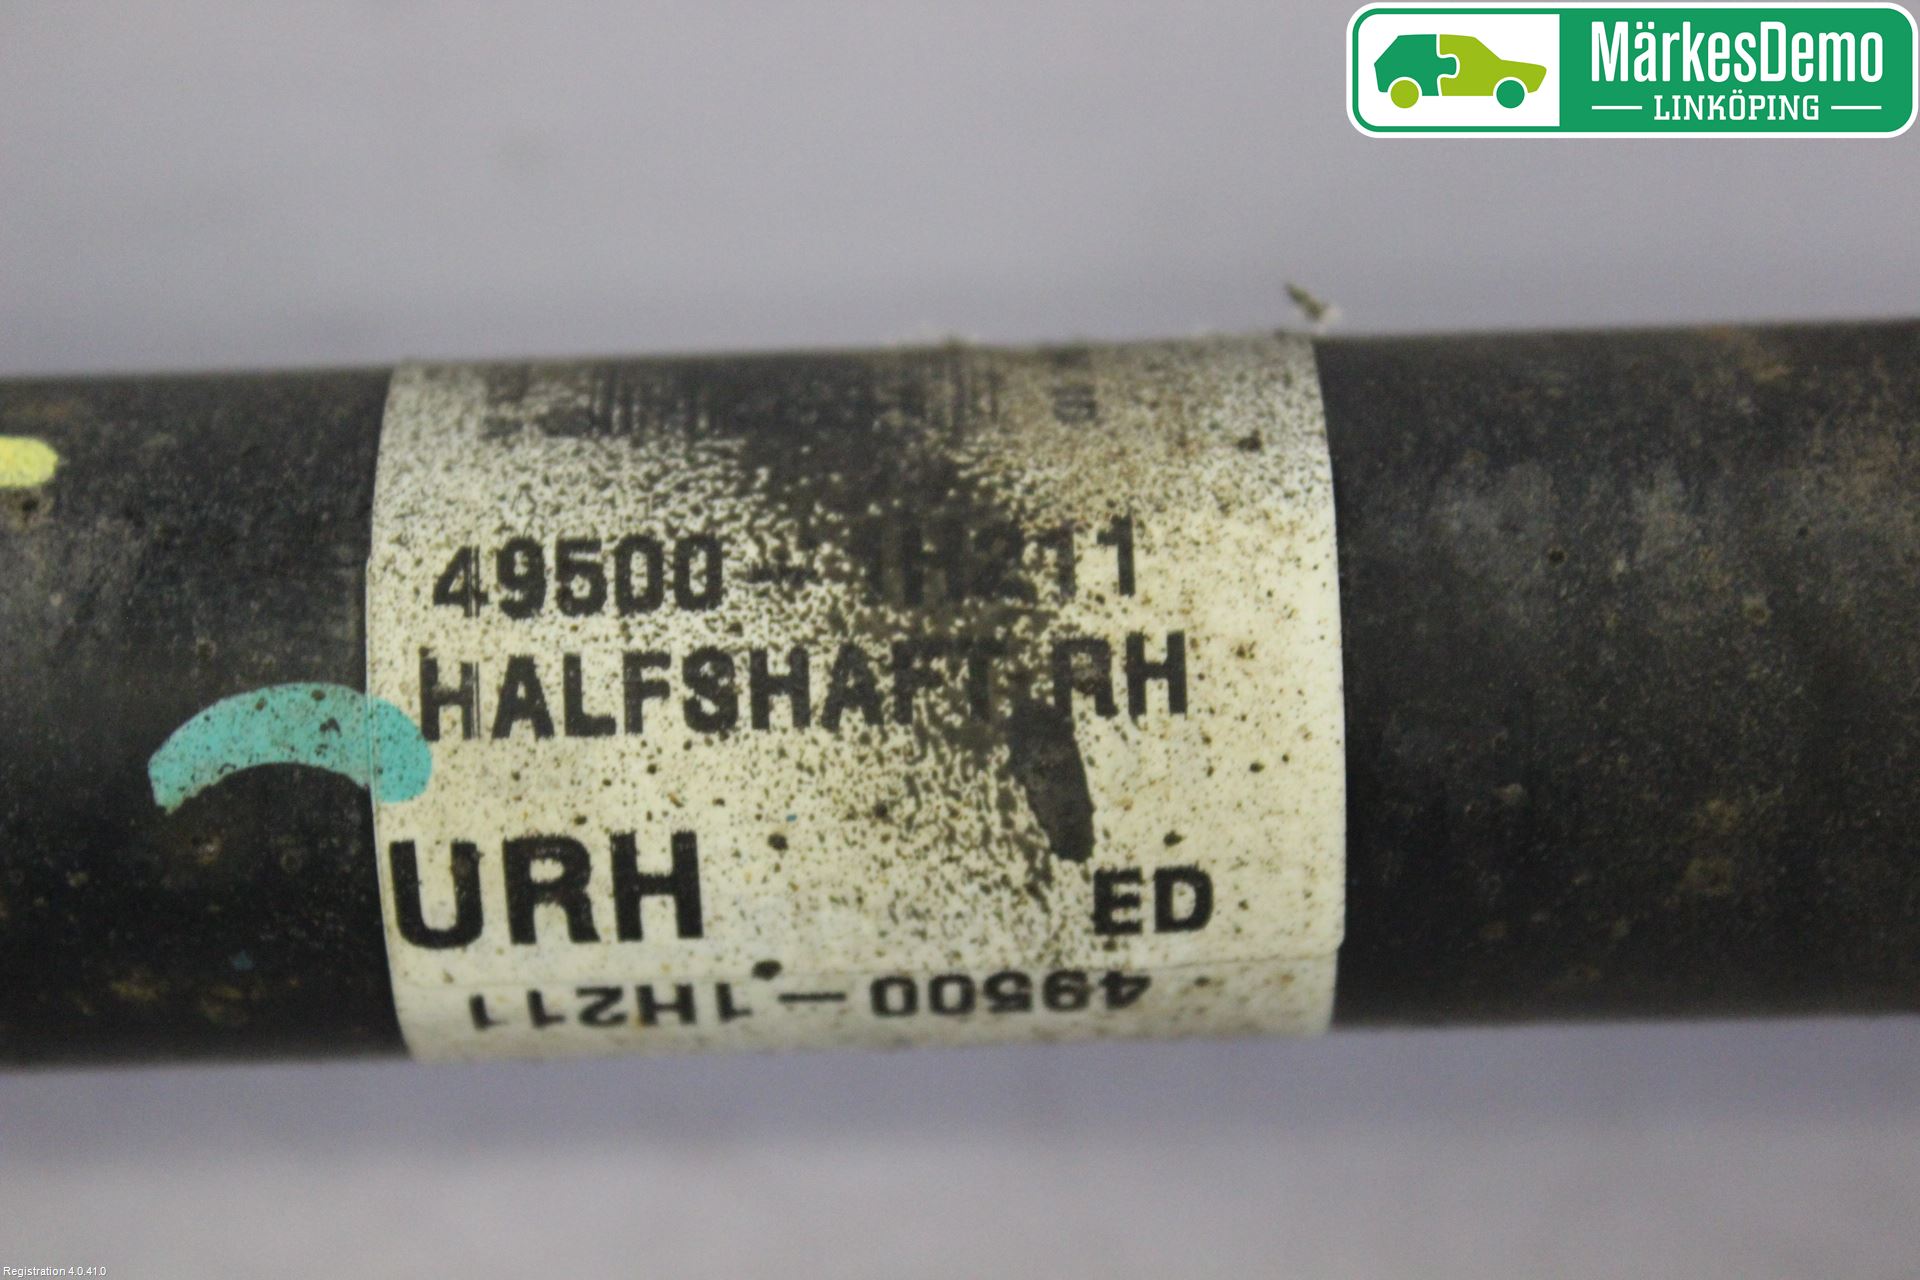 MärkesDemo
LINKÖPING
49500-1H211
HALFSHAFT RH
URH ED
49500-1H211
Registration 4.0.41.0